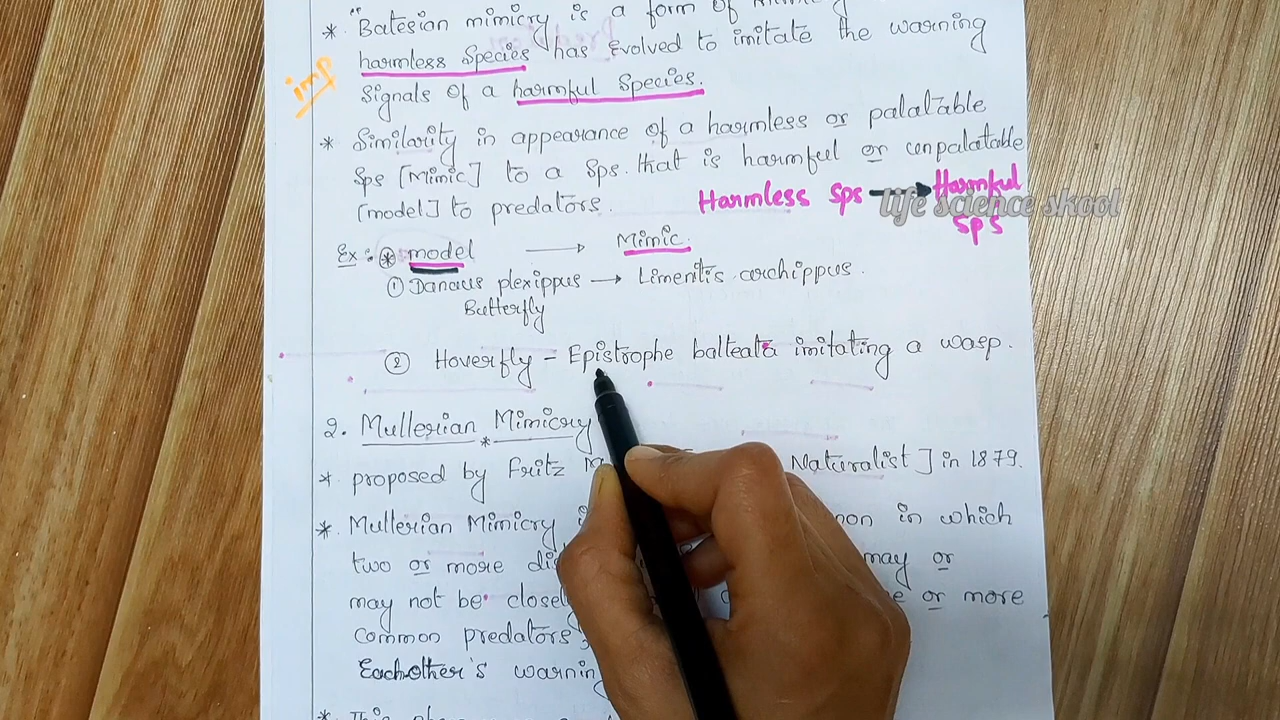 * "Batesian mimicry is a form of
harmless Species has Evolved to imitate the warning
imp
Signals of a harmful Species.
* Similarity in appearance of a harmless or palatable
Sps [Mimic] to a Sps. that is harmful or unpalatable
[model] to predators. Harmless sps → Harmful sps
life science skool
Ex: * model → Mimic.
① Danaus plexippus → Limenitis archippus.
Butterfly
② Hoverfly - Epistrophe balteata imitating a wasp.
2. Mullerian Mimicry
* proposed by Fritz Naturalist] in 1879.
* Mullerian Mimicry in which
two or more may or
may not be or more
common predators
Eachother's
*